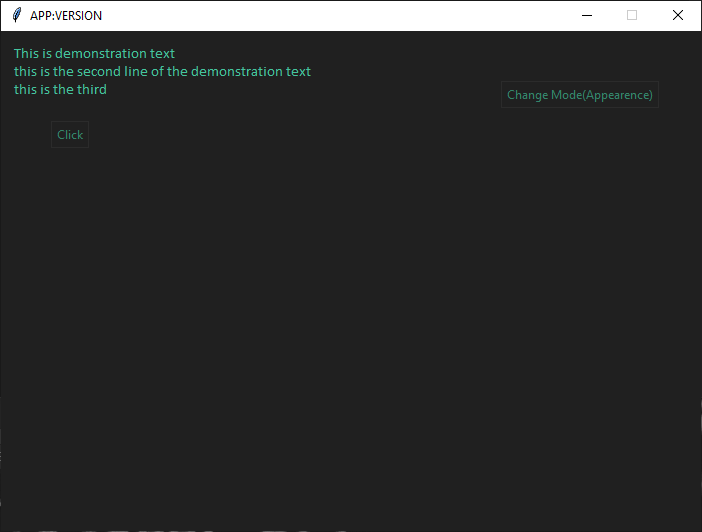 APP:VERSION
This is demonstration text
this is the second line of the demonstration text
this is the third
Change Mode(Appearence)
Click